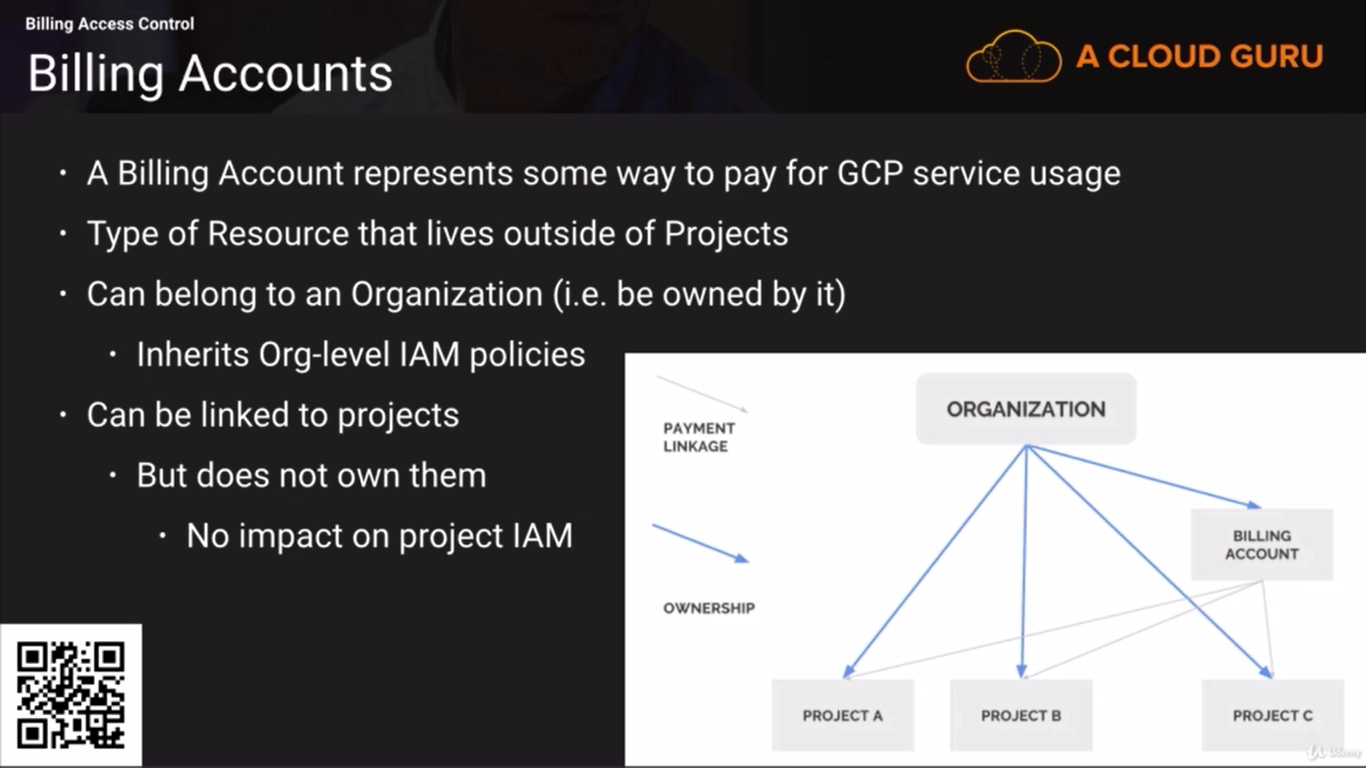 Billing Access Control
Billing Accounts
A CLOUD GURU
• A Billing Account represents some way to pay for GCP service usage
• Type of Resource that lives outside of Projects
• Can belong to an Organization (i.e. be owned by it)
• Inherits Org-level IAM policies
• Can be linked to projects
• But does not own them
• No impact on project IAM
PAYMENT
LINKAGE
OWNERSHIP
ORGANIZATION
BILLING
ACCOUNT
PROJECT A
PROJECT B
PROJECT C
Udemy